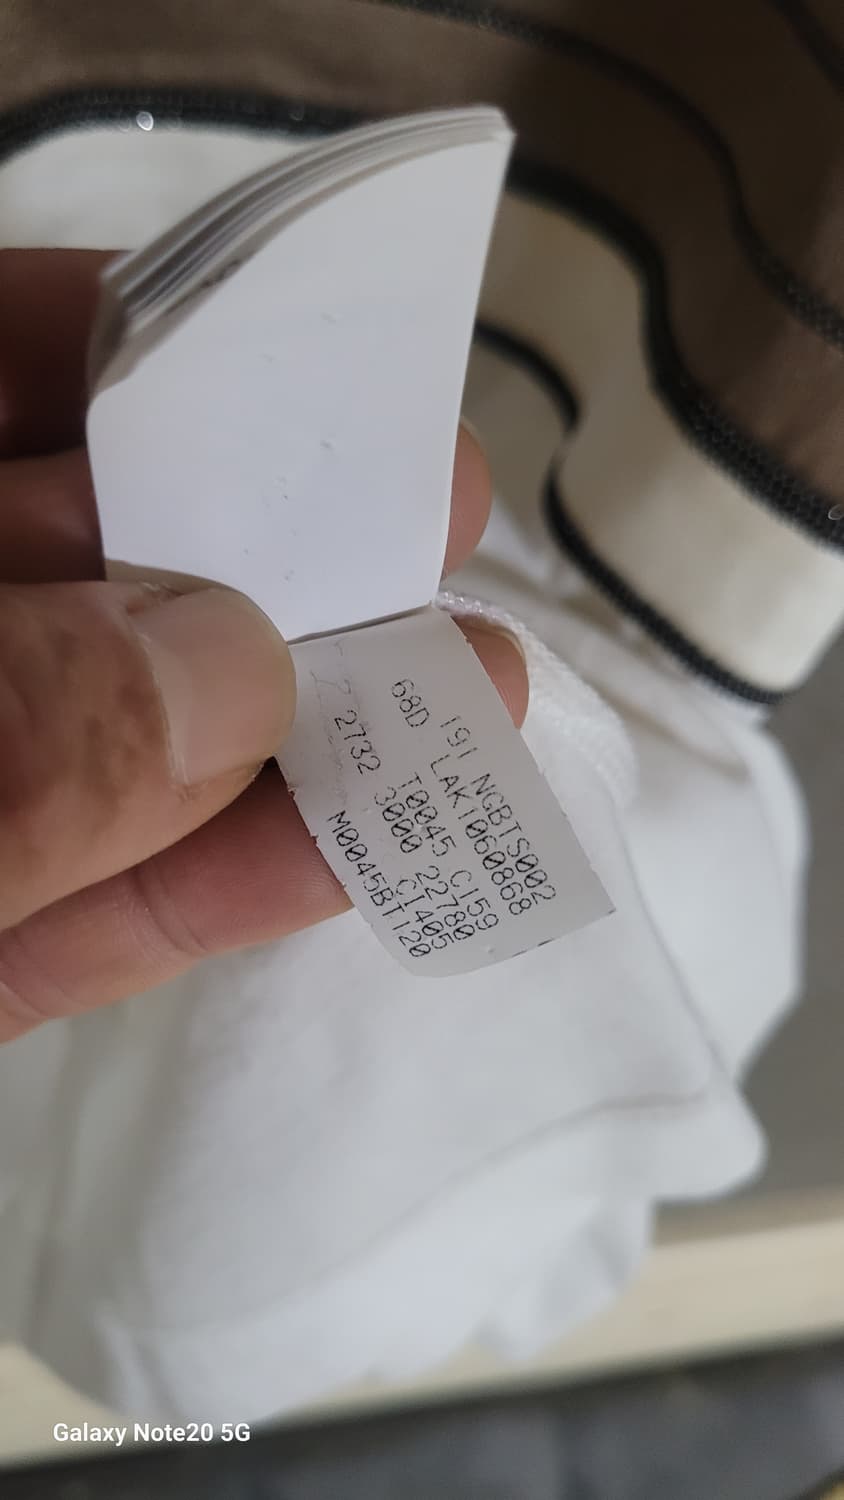 191 NGBTS002
68D LAK1060868
T0045 C159
2732 3000 22780
CI405
M0045BT120
Galaxy Note20 5G